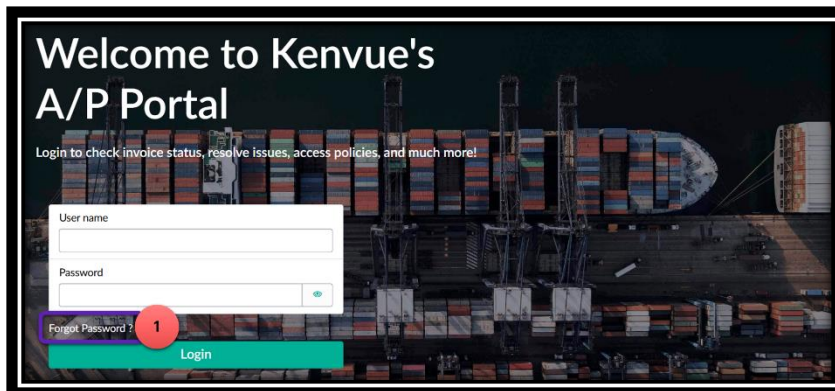 Welcome to Kenvue's
A/P Portal
Login to check invoice status, resolve issues, access policies, and much more!
User name
Password
Forgot Password ?
1
Login